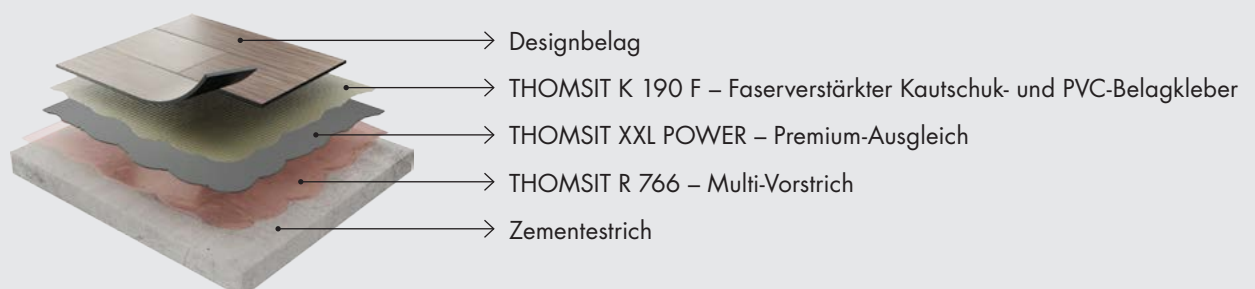 Designbelag
THOMSIT K 190 F – Faserverstärkter Kautschuk- und PVC-Belagkleber
THOMSIT XXL POWER – Premium-Ausgleich
THOMSIT R 766 – Multi-Vorstrich
Zementestrich